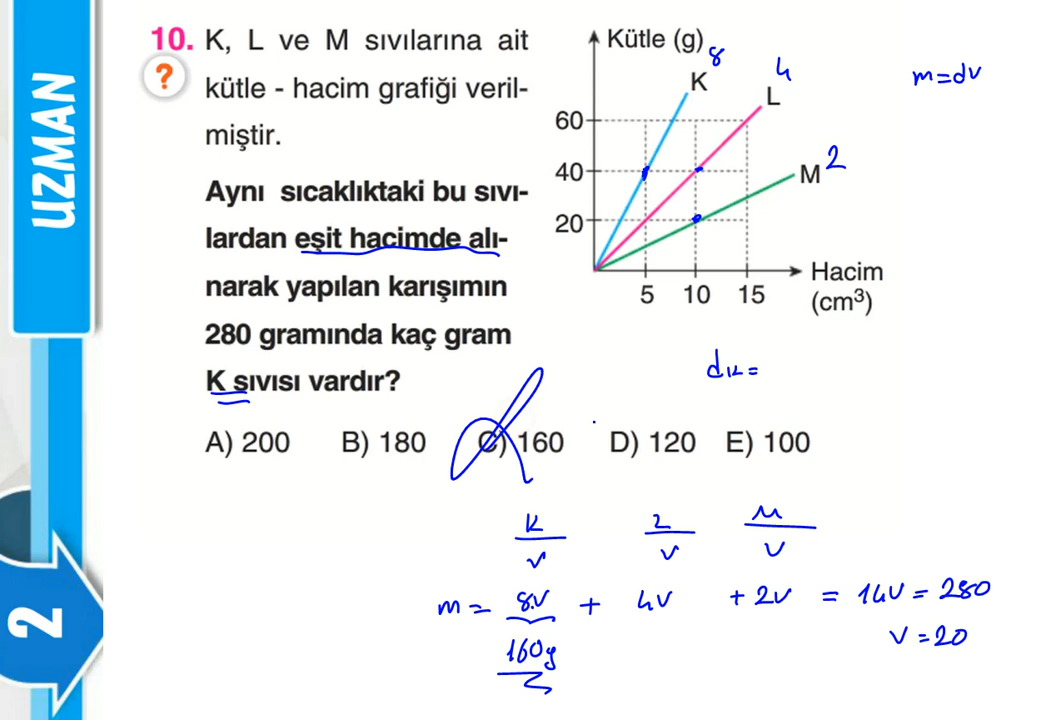 UZMAN
2
10. K, L ve M sıvılarına ait
?
kütle - hacim grafiği veril-
miştir.
Aynı sıcaklıktaki bu sıvı-
lardan eşit hacimde alı-
narak yapılan karışımın
280 gramında kaç gram
K sıvısı vardır?
Kütle (g)
8
K
4
L
M 2
60
40
20
5 10 15
Hacim
(cm³)
m=dv
dK=
A) 200 B) 180 C) 160 D) 120 E) 100
K L M
v v v
m = 8.v + 4v + 2v = 14v = 280
160g v = 20